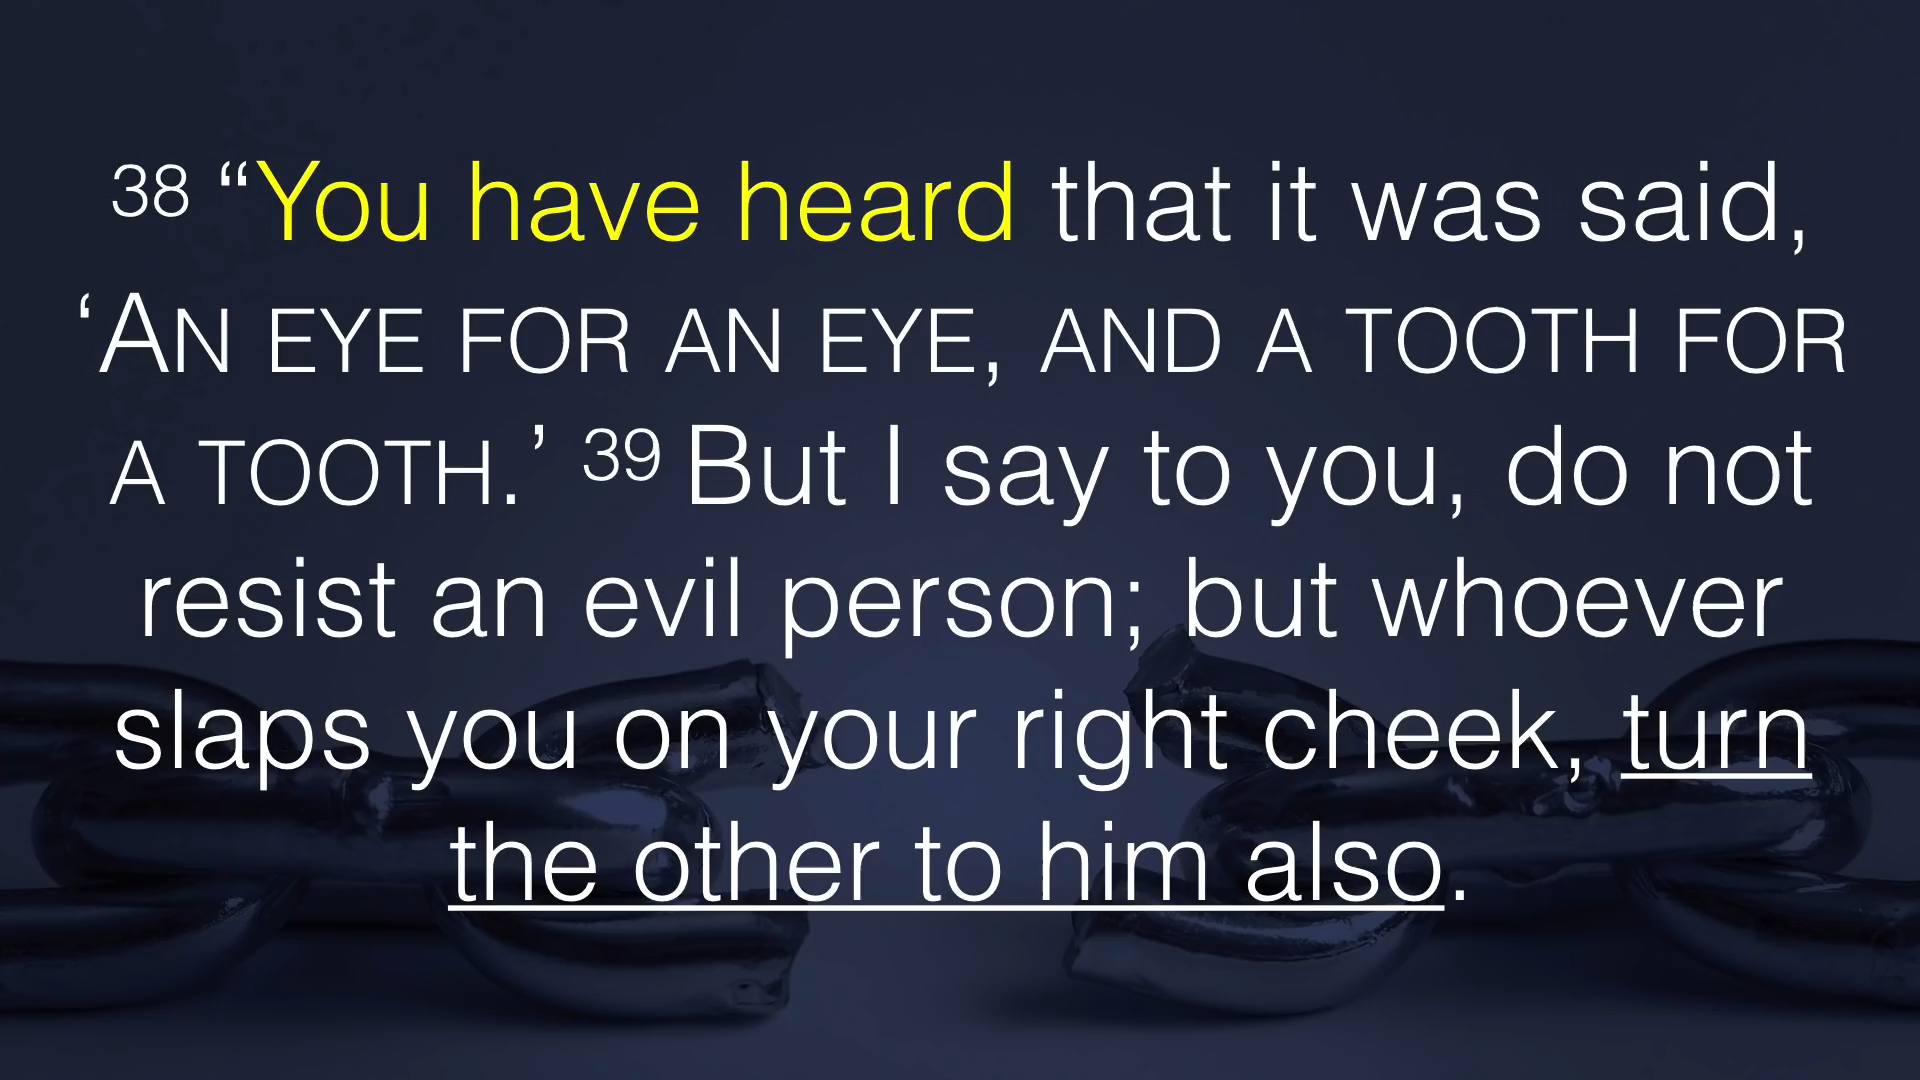 38 “You have heard that it was said,
‘AN EYE FOR AN EYE, AND A TOOTH FOR
A TOOTH.’ 39 But I say to you, do not
resist an evil person; but whoever
slaps you on your right cheek, turn
the other to him also.